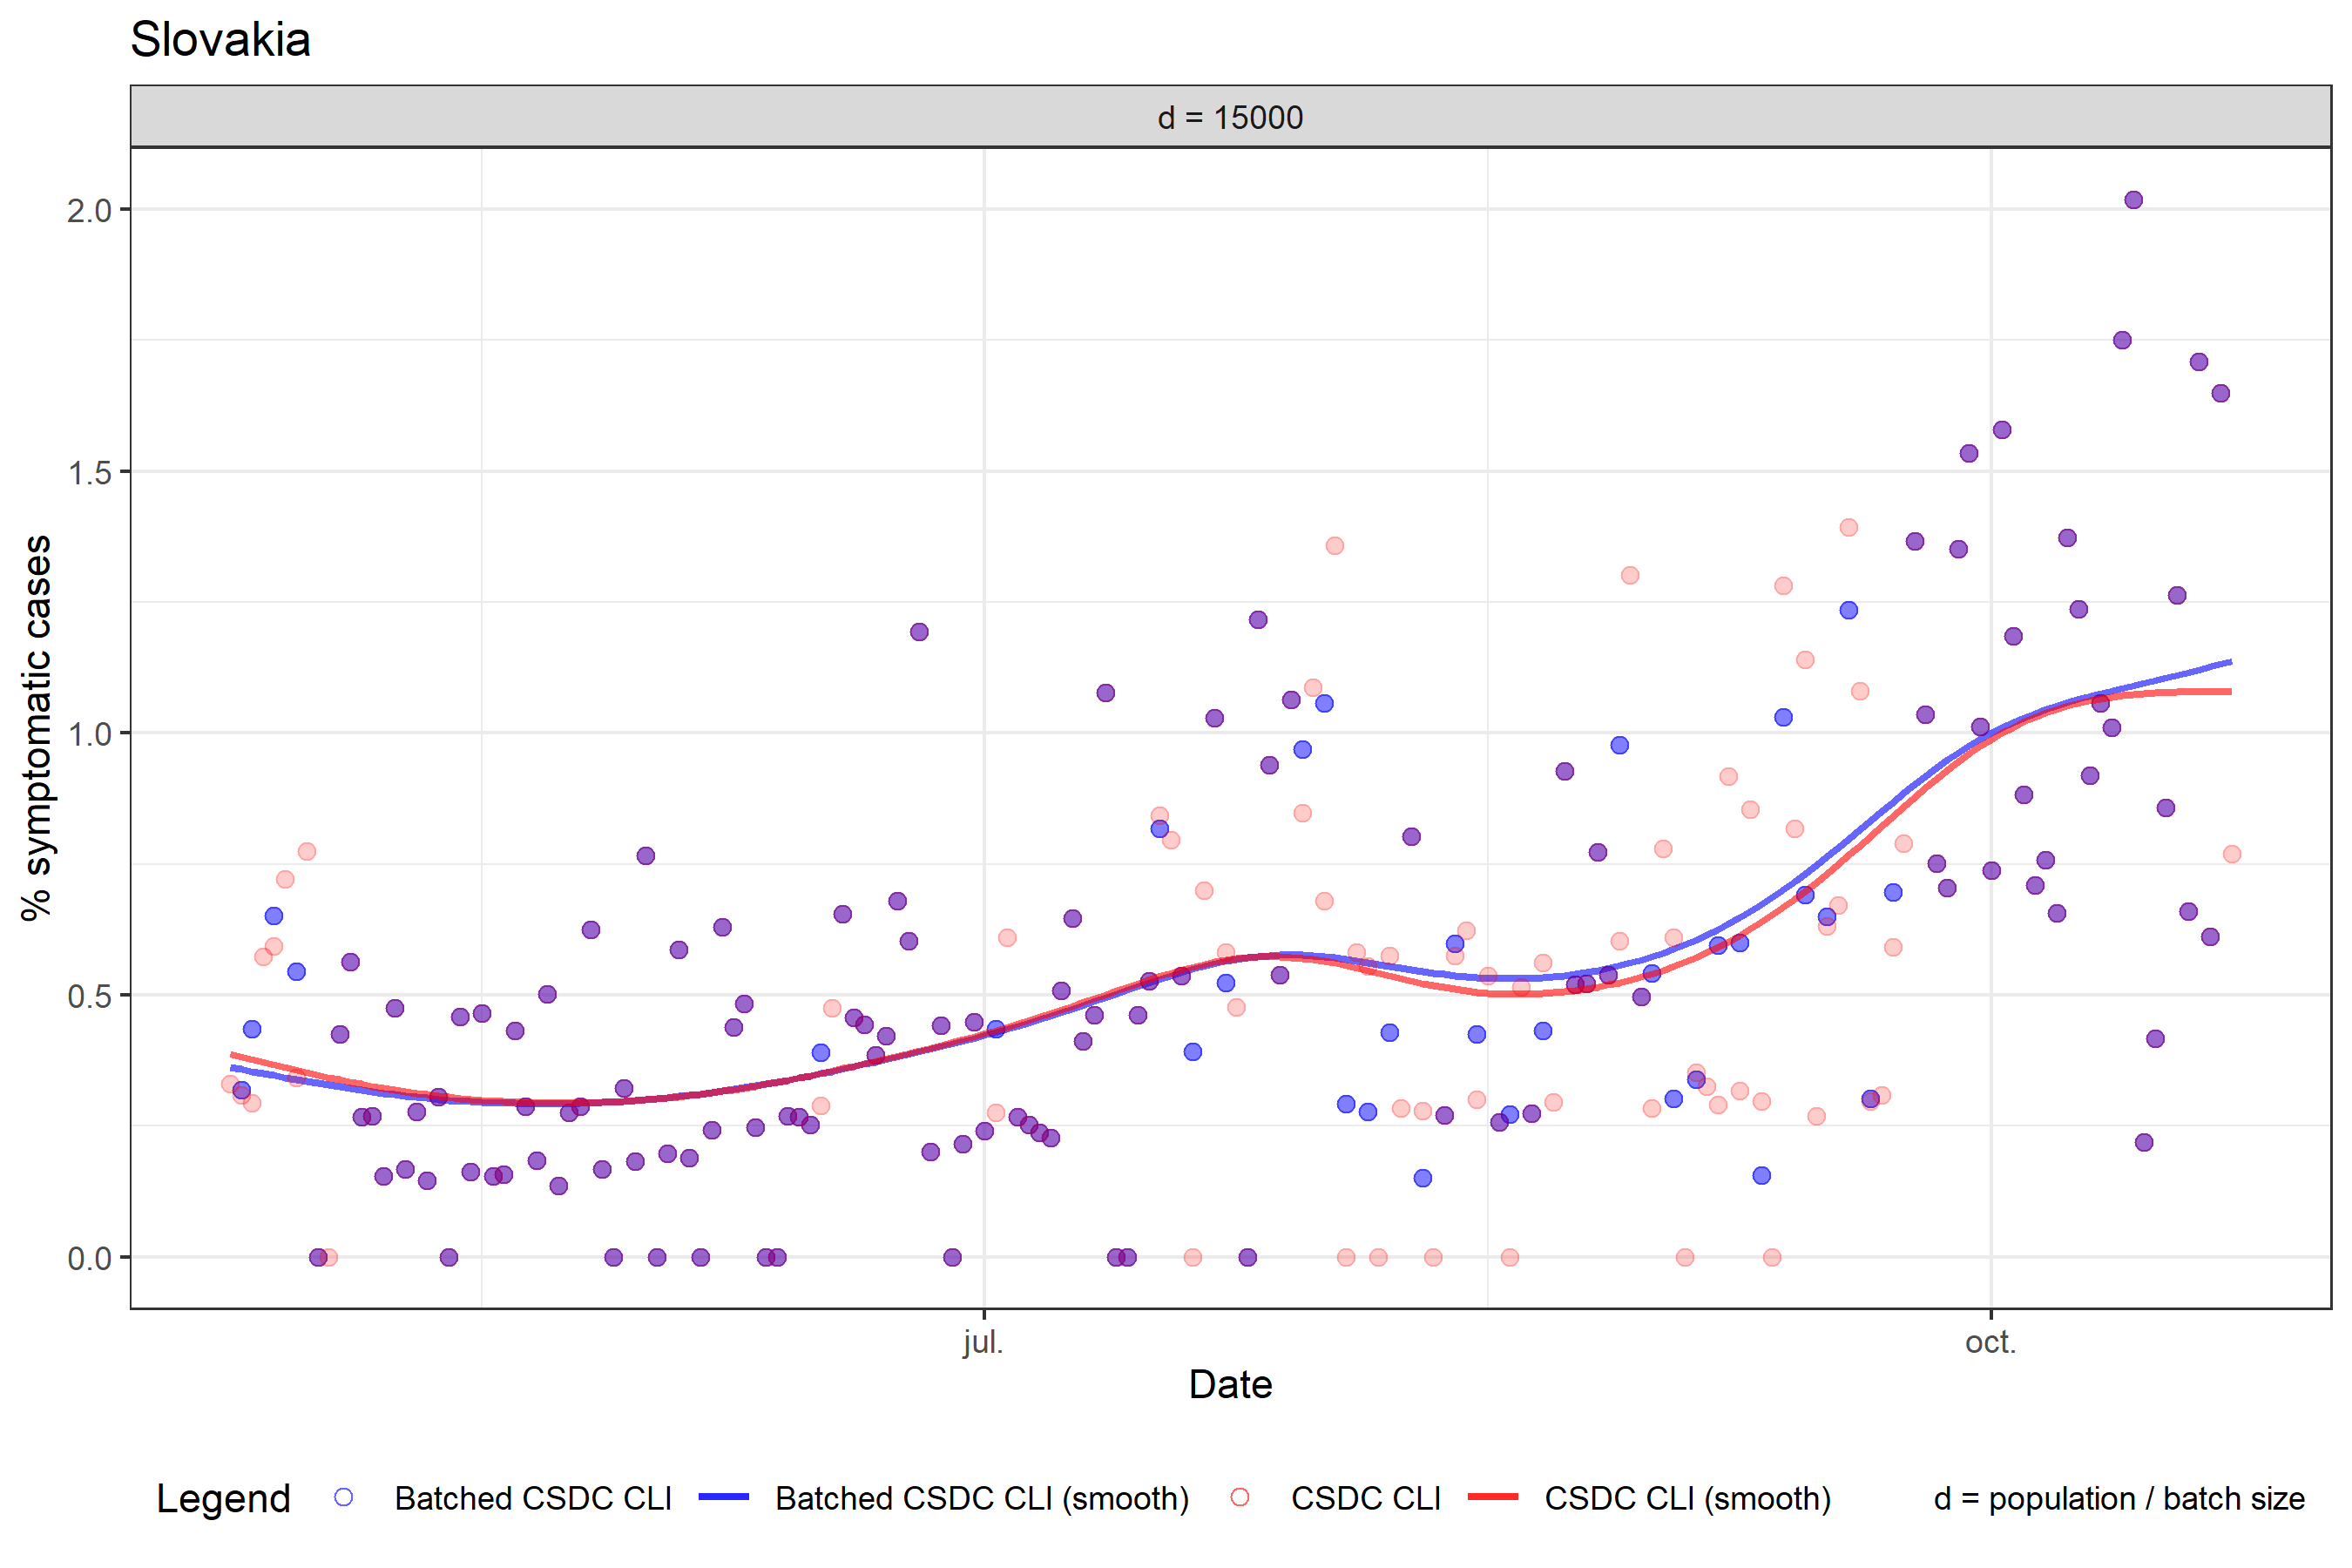 Slovakia
d = 15000
% symptomatic cases
2.0
1.5
1.0
0.5
0.0
jul.
oct.
Date
Legend
Batched CSDC CLI
Batched CSDC CLI (smooth)
CSDC CLI
CSDC CLI (smooth)
d = population / batch size